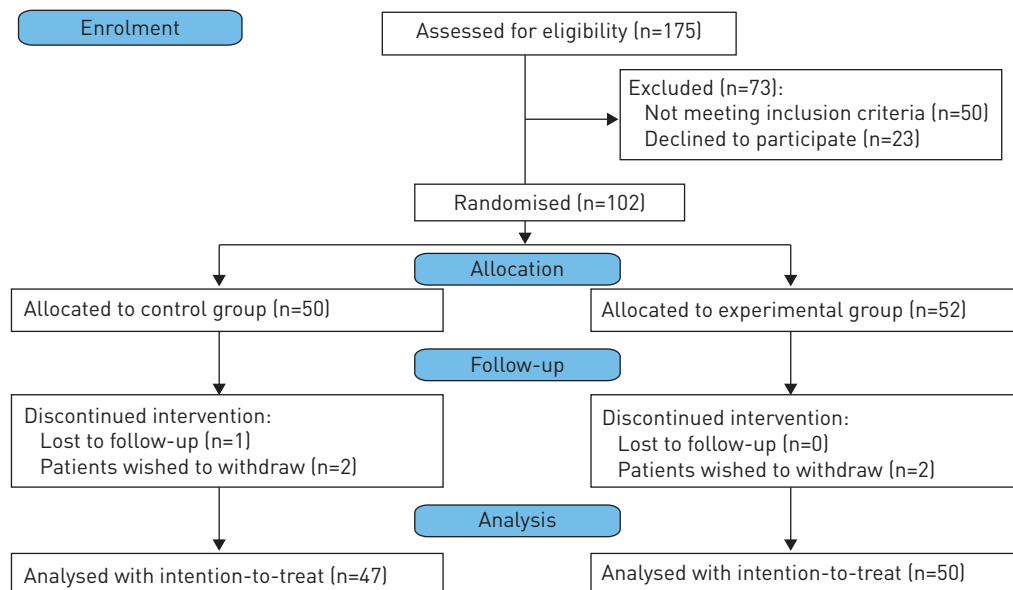 Enrolment
Assessed for eligibility (n=175)
Excluded (n=73):
Not meeting inclusion criteria (n=50)
Declined to participate (n=23)
Randomised (n=102)
Allocation
Allocated to control group (n=50)
Allocated to experimental group (n=52)
Follow-up
Discontinued intervention:
Lost to follow-up (n=1)
Patients wished to withdraw (n=2)
Discontinued intervention:
Lost to follow-up (n=0)
Patients wished to withdraw (n=2)
Analysis
Analysed with intention-to-treat (n=47)
Analysed with intention-to-treat (n=50)